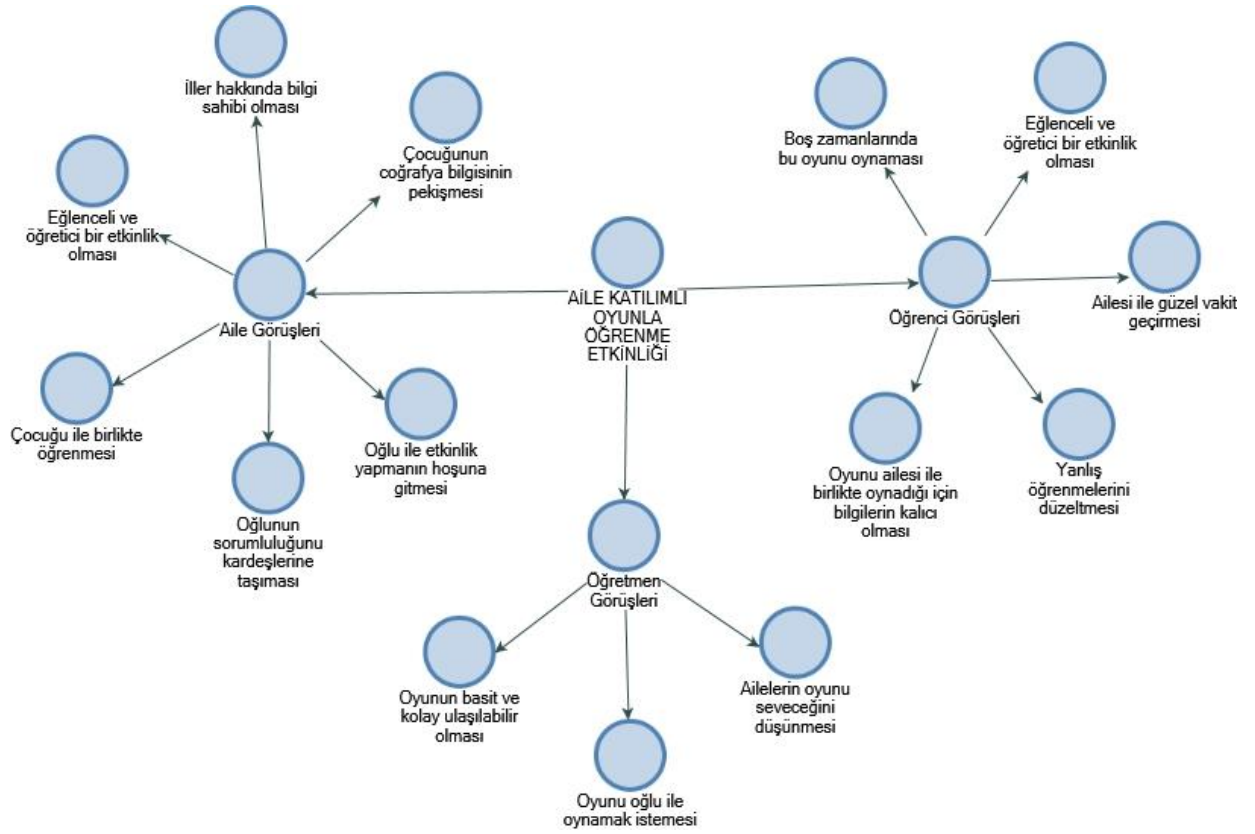 İller hakkında bilgi
sahibi olması
Çocuğunun
coğrafya bilgisinin
pekişmesi
Eğlenceli ve
öğretici bir etkinlik
olması
Aile Görüşleri
Çocuğu ile birlikte
öğrenmesi
Oğlunun
sorumluluğunu
kardeşlerine
taşıması
Oğlu ile etkinlik
yapmanın hoşuna
gitmesi
AİLE KATILIMLI
OYUNLA
ÖĞRENME
ETKİNLİĞİ
Boş zamanlarında
bu oyunu oynaması
Eğlenceli ve
öğretici bir etkinlik
olması
Öğrenci Görüşleri
Ailesi ile güzel vakit
geçirmesi
Oyunu ailesi ile
birlikte oynadığı için
bilgilerin kalıcı
olması
Yanlış
öğrenmelerini
düzeltmesi
Öğretmen
Görüşleri
Oyunun basit ve
kolay ulaşılabilir
olması
Oyunu oğlu ile
oynamak istemesi
Ailelerin oyunu
seveceğini
düşünmesi